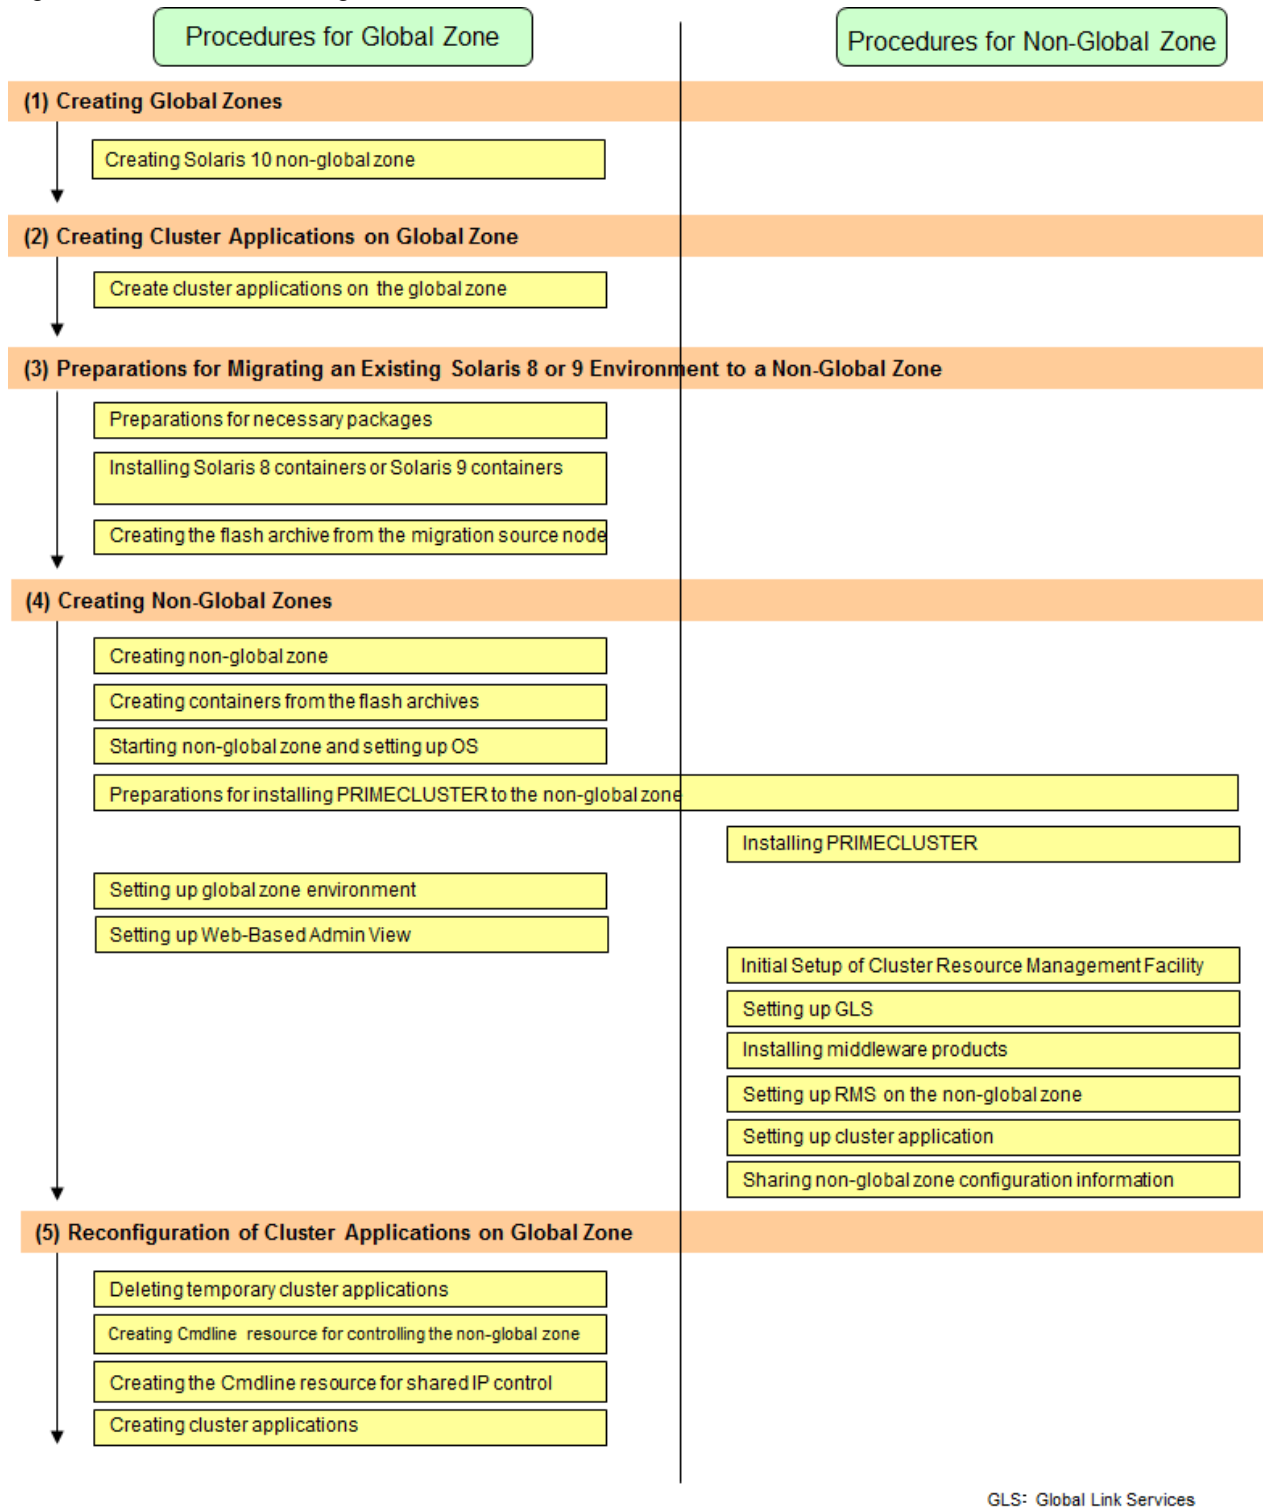 Procedures for Global Zone
Procedures for Non-Global Zone
(1) Creating Global Zones
Creating Solaris 10 non-global zone
(2) Creating Cluster Applications on Global Zone
Create cluster applications on the global zone
(3) Preparations for Migrating an Existing Solaris 8 or 9 Environment to a Non-Global Zone
Preparations for necessary packages
Installing Solaris 8 containers or Solaris 9 containers
Creating the flash archive from the migration source node
(4) Creating Non-Global Zones
Creating non-global zone
Creating containers from the flash archives
Starting non-global zone and setting up OS
Preparations for installing PRIMECLUSTER to the non-global zone
Installing PRIMECLUSTER
Setting up global zone environment
Setting up Web-Based Admin View
Initial Setup of Cluster Resource Management Facility
Setting up GLS
Installing middleware products
Setting up RMS on the non-global zone
Setting up cluster application
Sharing non-global zone configuration information
(5) Reconfiguration of Cluster Applications on Global Zone
Deleting temporary cluster applications
Creating Cmdline resource for controlling the non-global zone
Creating the Cmdline resource for shared IP control
Creating cluster applications
GLS: Global Link Services